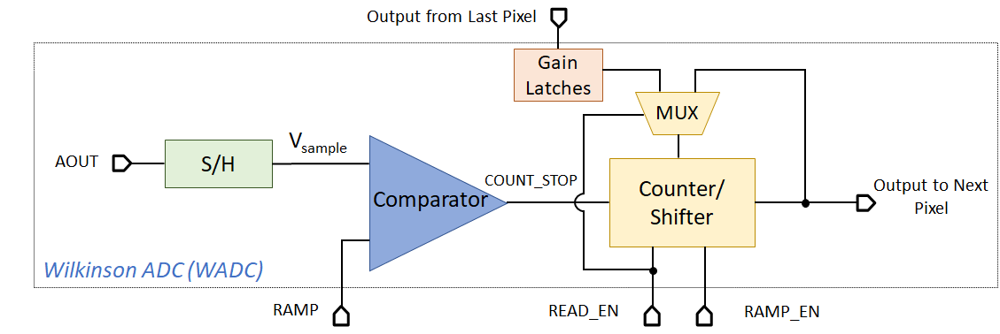 Output from Last Pixel
Gain
Latches
MUX
AOUT
S/H
Vsample
Comparator
COUNT_STOP
Counter/
Shifter
Output to Next
Pixel
Wilkinson ADC (WADC)
RAMP
READ_EN
RAMP_EN